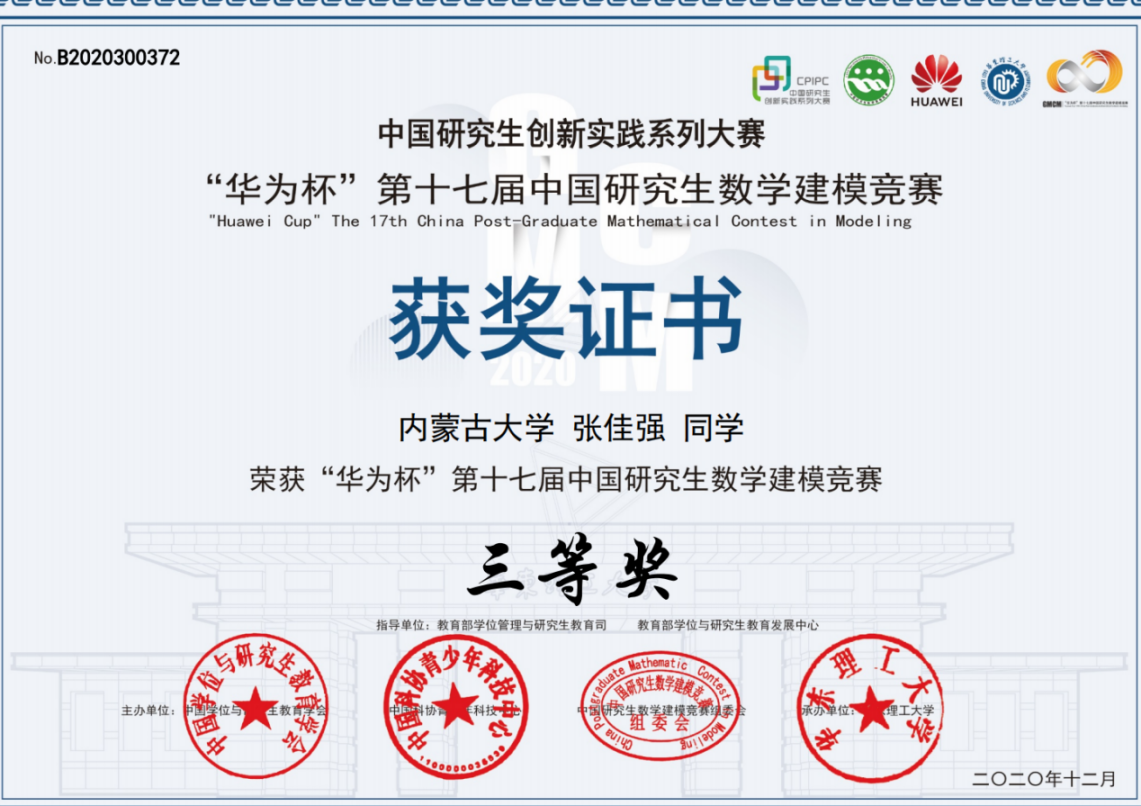 No.B2020300372
CPIPC
中国研究生
创新实践系列大赛
HUAWEI
GMCM
中国研究生创新实践系列大赛
“华为杯”第十七届中国研究生数学建模竞赛
"Huawei Cup" The 17th China Post-Graduate Mathematical Contest in Modeling
获奖证书
2020
内蒙古大学 张佳强 同学
荣获“华为杯”第十七届中国研究生数学建模竞赛
三等奖
指导单位：教育部学位管理与研究生教育司 教育部学位与研究生教育发展中心
主办单位：中国学位与研究生教育学会 中国科协青少年科技中心 中国研究生数学建模竞赛组委会 承办单位：华东理工大学
中国学位与研究生教育学会
中国科协青少年科技中心
China Postgraduate Mathematic Contest in Modeling
中国研究生数学建模竞赛
组委会
华东理工大学
二〇二〇年十二月